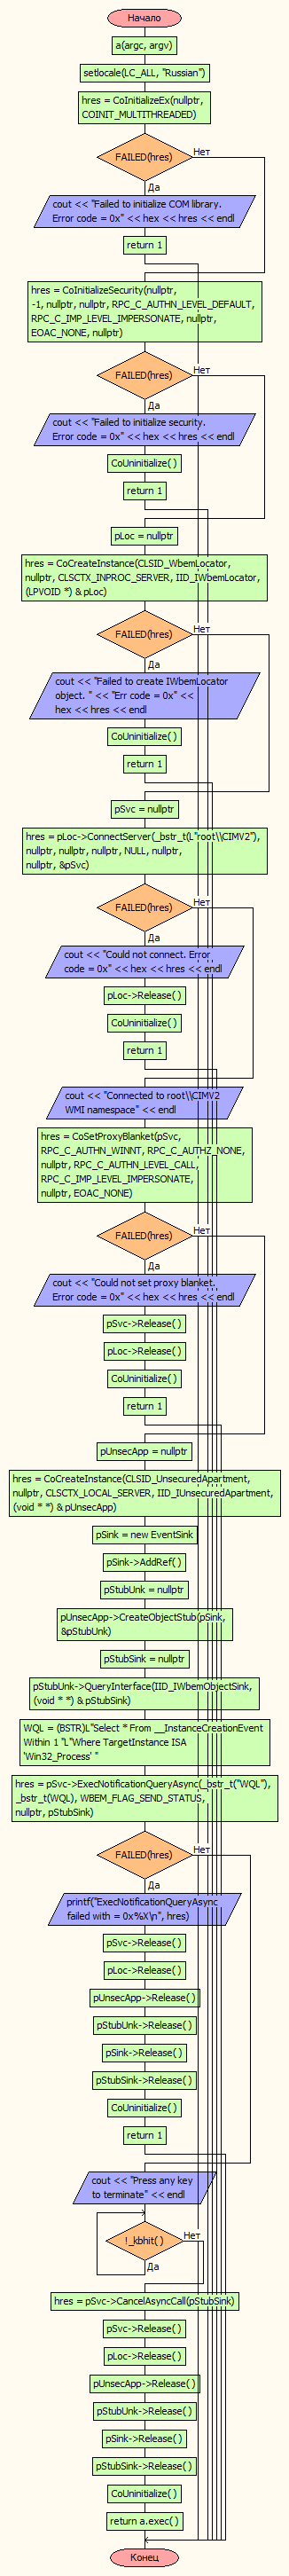 Начало
a(argc, argv)
setlocale(LC_ALL, "Russian")
hres = CoInitializeEx(nullptr,
COINIT_MULTITHREADED)
FAILED(hres)
Нет
Да
cout << "Failed to initialize COM library.
Error code = 0x" << hex << hres << endl
return 1
hres = CoInitializeSecurity(nullptr,
-1, nullptr, nullptr, RPC_C_AUTHN_LEVEL_DEFAULT,
RPC_C_IMP_LEVEL_IMPERSONATE, nullptr,
EOAC_NONE, nullptr)
FAILED(hres)
Нет
Да
cout << "Failed to initialize security.
Error code = 0x" << hex << hres << endl
CoUninitialize()
return 1
pLoc = nullptr
hres = CoCreateInstance(CLSID_WbemLocator,
nullptr, CLSCTX_INPROC_SERVER, IID_IWbemLocator,
(LPVOID *) & pLoc)
FAILED(hres)
Нет
Да
cout << "Failed to create IWbemLocator
object. " << "Err code = 0x" <<
hex << hres << endl
CoUninitialize()
return 1
pSvc = nullptr
hres = pLoc->ConnectServer(_bstr_t(L"root\\CIMV2"),
nullptr, nullptr, nullptr, NULL, nullptr,
nullptr, &pSvc)
FAILED(hres)
Нет
Да
cout << "Could not connect. Error
code = 0x" << hex << hres << endl
pLoc->Release()
CoUninitialize()
return 1
cout << "Connected to root\\CIMV2
WMI namespace" << endl
hres = CoSetProxyBlanket(pSvc,
RPC_C_AUTHN_WINNT, RPC_C_AUTHZ_NONE,
nullptr, RPC_C_AUTHN_LEVEL_CALL,
RPC_C_IMP_LEVEL_IMPERSONATE,
nullptr, EOAC_NONE)
FAILED(hres)
Нет
Да
cout << "Could not set proxy blanket.
Error code = 0x" << hex << hres << endl
pSvc->Release()
pLoc->Release()
CoUninitialize()
return 1
pUnsecApp = nullptr
hres = CoCreateInstance(CLSID_UnsecuredApartment,
nullptr, CLSCTX_LOCAL_SERVER, IID_IUnsecuredApartment,
(void * *) & pUnsecApp)
pSink = new EventSink
pSink->AddRef()
pStubUnk = nullptr
pUnsecApp->CreateObjectStub(pSink,
&pStubUnk)
pStubSink = nullptr
pStubUnk->QueryInterface(IID_IWbemObjectSink,
(void * *) & pStubSink)
WQL = (BSTR)L"Select * From __InstanceCreationEvent
Within 1 "L"Where TargetInstance ISA
'Win32_Process' "
hres = pSvc->ExecNotificationQueryAsync(_bstr_t("WQL"),
_bstr_t(WQL), WBEM_FLAG_SEND_STATUS,
nullptr, pStubSink)
FAILED(hres)
Нет
Да
printf("ExecNotificationQueryAsync
failed with = 0x%X\n", hres)
pSvc->Release()
pLoc->Release()
pUnsecApp->Release()
pStubUnk->Release()
pSink->Release()
pStubSink->Release()
CoUninitialize()
return 1
cout << "Press any key
to terminate" << endl
!_kbhit()
Нет
Да
hres = pSvc->CancelAsyncCall(pStubSink)
pSvc->Release()
pLoc->Release()
pUnsecApp->Release()
pStubUnk->Release()
pSink->Release()
pStubSink->Release()
CoUninitialize()
return a.exec()
Конец